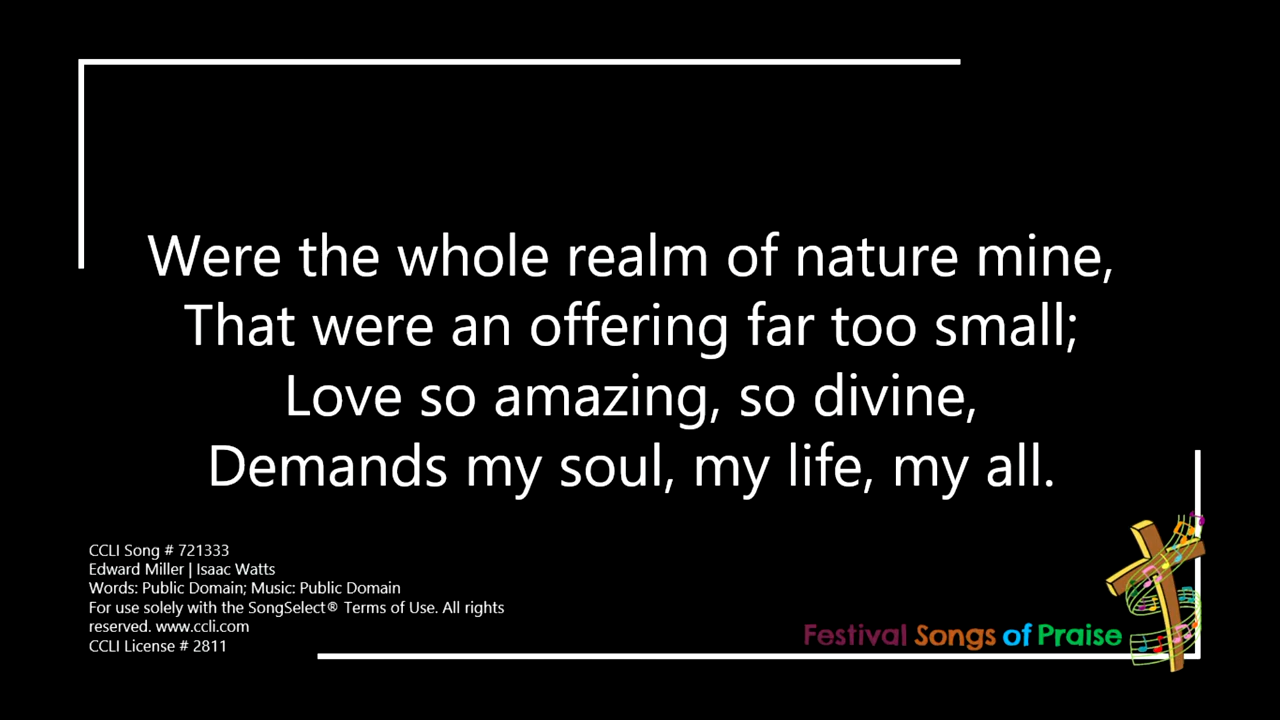 Were the whole realm of nature mine,
That were an offering far too small;
Love so amazing, so divine,
Demands my soul, my life, my all.
CCLI Song # 721333
Edward Miller | Isaac Watts
Words: Public Domain; Music: Public Domain
For use solely with the SongSelect® Terms of Use. All rights
reserved. www.ccli.com
CCLI License # 2811
Festival Songs of Praise